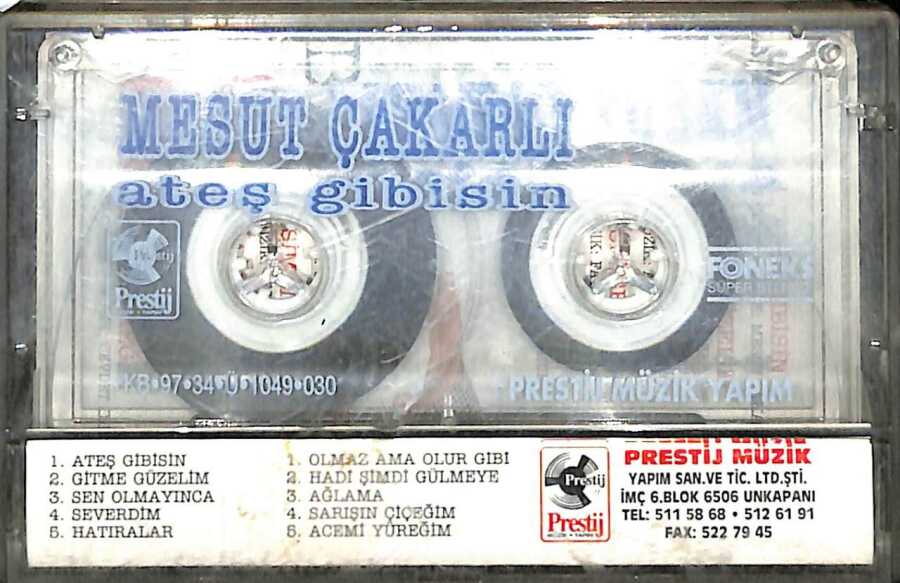 MESUT ÇAKARLI
ateş gibisin
Prestij
FONEKS
SÜPER
KB•97•34•Ü•1049•030
PRESTİJ MÜZİK YAPIM
1. ATEŞ GİBİSİN
2. GİTME GÜZELİM
3. SEN OLMAYINCA
4. SEVERDİM
5. HATIRALAR
1. OLMAZ AMA OLUR GİBİ
2. HADİ ŞİMDİ GÜLMEYE
3. AĞLAMA
4. SARIŞIN ÇİÇEĞİM
5. ACEMİ YÜREĞİM
Prestij
Prestij
MÜZİK • YAPIM
PRESTİJ MÜZİK
YAPIM SAN.VE TİC. LTD.ŞTİ.
İMÇ 6.BLOK 6506 UNKAPANI
TEL: 511 58 68 • 512 61 91
FAX: 522 79 45